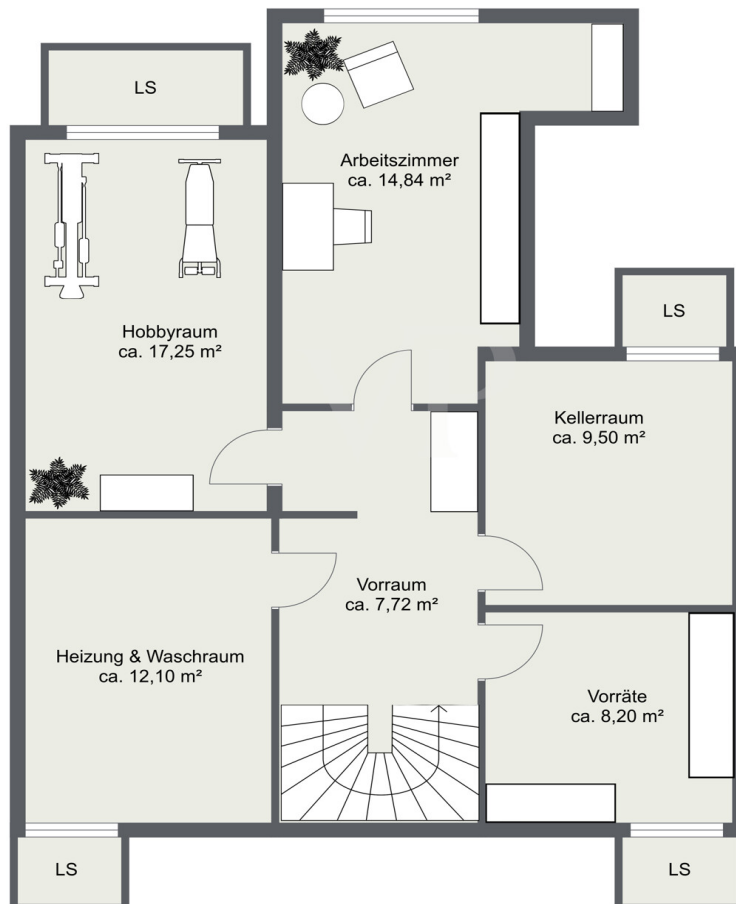 LS
Arbeitszimmer
ca. 14,84 m²
Hobbyraum
ca. 17,25 m²
LS
Kellerraum
ca. 9,50 m²
Vorraum
ca. 7,72 m²
Heizung & Waschraum
ca. 12,10 m²
Vorräte
ca. 8,20 m²
LS
LS